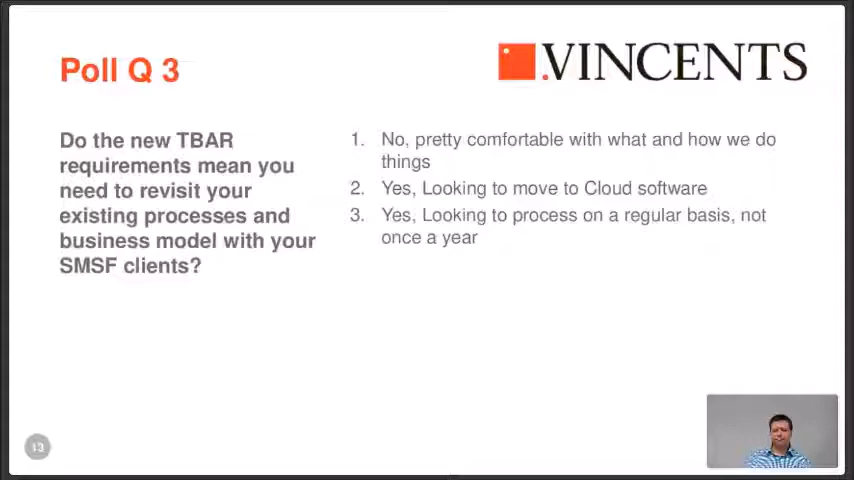 Poll Q 3
.VINCENTS
Do the new TBAR
requirements mean you
need to revisit your
existing processes and
business model with your
SMSF clients?
1. No, pretty comfortable with what and how we do
things
2. Yes, Looking to move to Cloud software
3. Yes, Looking to process on a regular basis, not
once a year
13